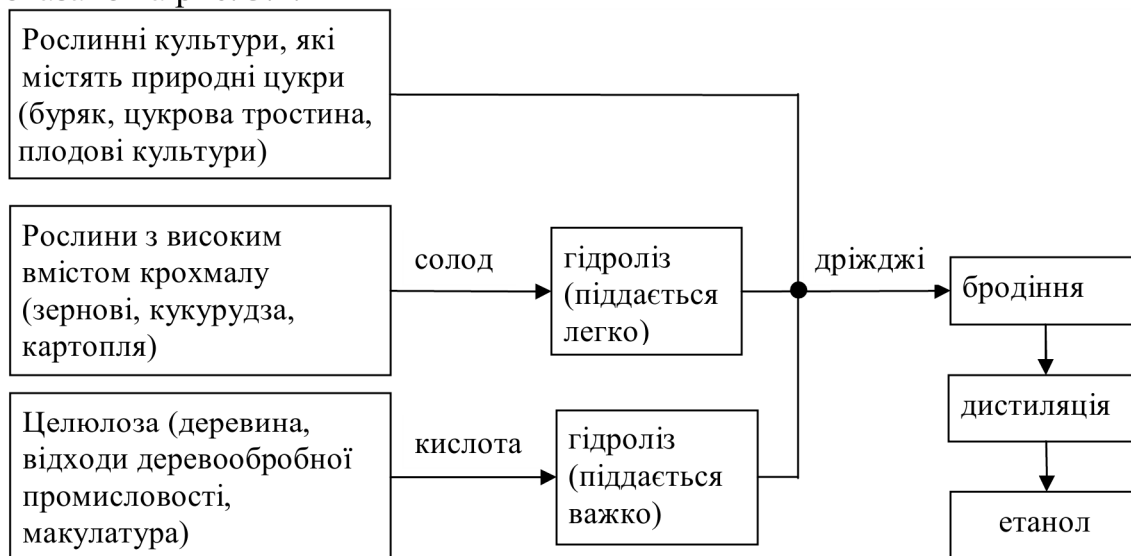 Рослинні культури, які
містять природні цукри
(буряк, цукрова тростина,
плодові культури)
Рослини з високим
вмістом крохмалу
(зернові, кукурудза,
картопля)
солод
гідроліз
(піддається
легко)
дріжджі
бродіння
дистиляція
етанол
Целюлоза (деревина,
відходи деревообробної
промисловості,
макулатура)
кислота
гідроліз
(піддається
важко)